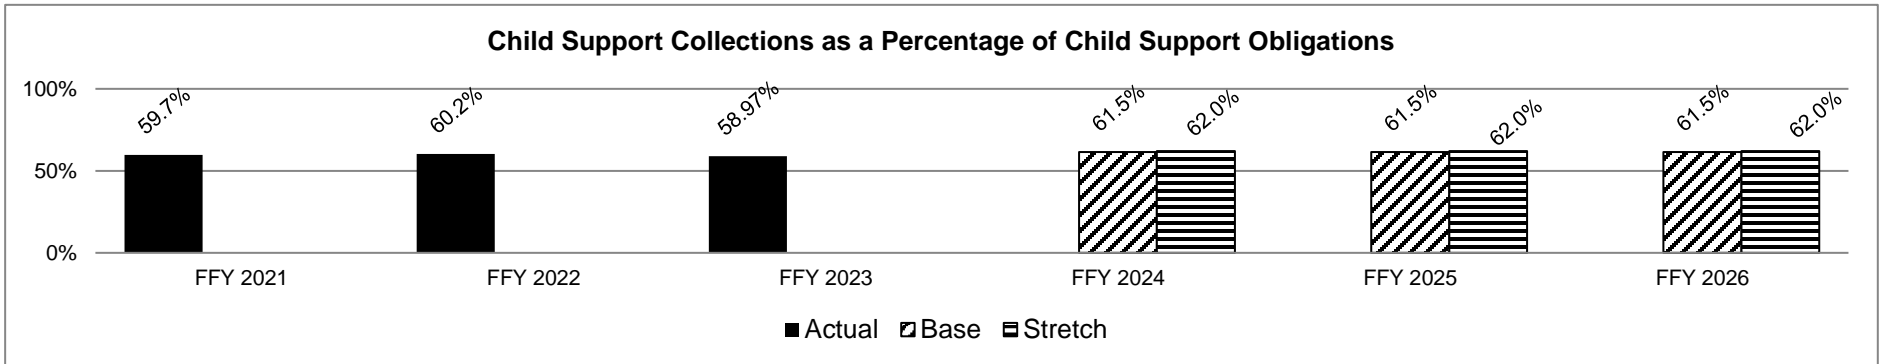 Child Support Collections as a Percentage of Child Support Obligations
100%
50%
0%
59.7%
60.2%
58.97%
61.5%
62.0%
61.5%
62.0%
61.5%
62.0%
FFY 2021
FFY 2022
FFY 2023
FFY 2024
FFY 2025
FFY 2026
Actual
Base
Stretch